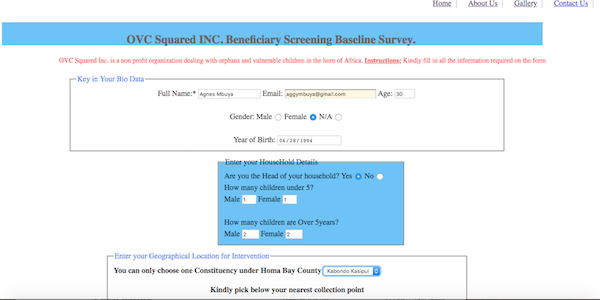 Home About Us Gallery Contact Us
OVC Squared INC. Beneficiary Screening Baseline Survey.
OVC Squared Inc. is a non profit organization dealing with orphans and vulnerable children in the horn of Africa. Instructions: Kindly fill in all the information required on the form
Key in Your Bio Data
Full Name:* Agnes Mbuya Email: aggymbuya@gmail.com Age: 30
Gender: Male Female N/A
Year of Birth: 06/28/1994
Enter your HouseHold Details
Are you the Head of your household? Yes No
How many children under 5?
Male 1 Female 1
How many children are Over 5years?
Male 2 Female 2
Enter your Geographical Location for Intervention
You can only choose one Constituency under Homa Bay County Kabondo Kasipul
Kindly pick below your nearest collection point